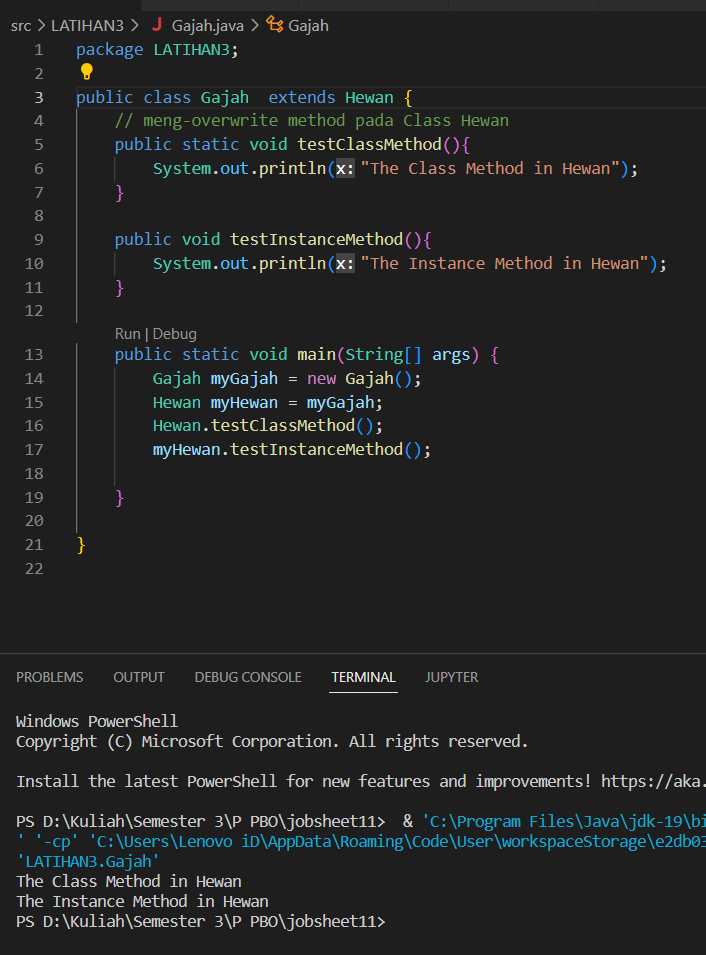 src > LATIHAN3 > J Gajah.java > Gajah
1 package LATIHAN3;
2
3 public class Gajah  extends Hewan {
4 // meng-overwrite method pada Class Hewan
5 public static void testClassMethod(){
6 System.out.println(x: "The Class Method in Hewan");
7 }
8
9 public void testInstanceMethod(){
10 System.out.println(x: "The Instance Method in Hewan");
11 }
12
Run | Debug
13 public static void main(String[] args) {
14 Gajah myGajah = new Gajah();
15 Hewan myHewan = myGajah;
16 Hewan.testClassMethod();
17 myHewan.testInstanceMethod();
18
19 }
20
21 }
22
PROBLEMS OUTPUT DEBUG CONSOLE TERMINAL JUPYTER
Windows PowerShell
Copyright (C) Microsoft Corporation. All rights reserved.
Install the latest PowerShell for new features and improvements! https://aka.
PS D:\Kuliah\Semester 3\P PBO\jobsheet11>  & 'C:\Program Files\Java\jdk-19\bi
' '-cp' 'C:\Users\Lenovo iD\AppData\Roaming\Code\User\workspaceStorage\e2db03
'LATIHAN3.Gajah'
The Class Method in Hewan
The Instance Method in Hewan
PS D:\Kuliah\Semester 3\P PBO\jobsheet11>